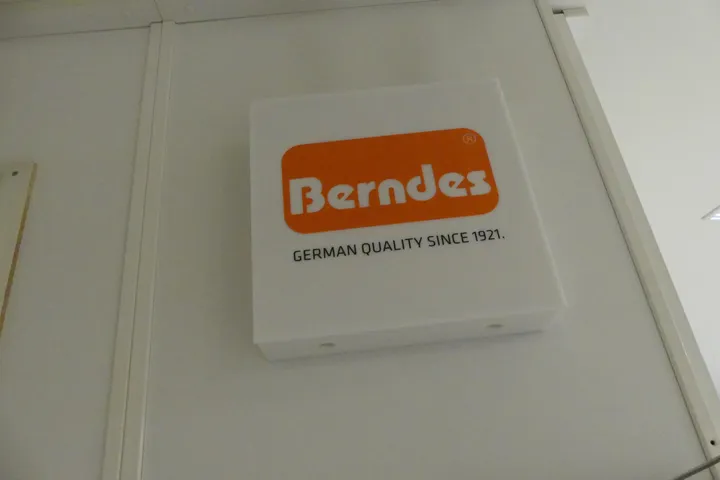 ®
Berndes
GERMAN QUALITY SINCE 1921.